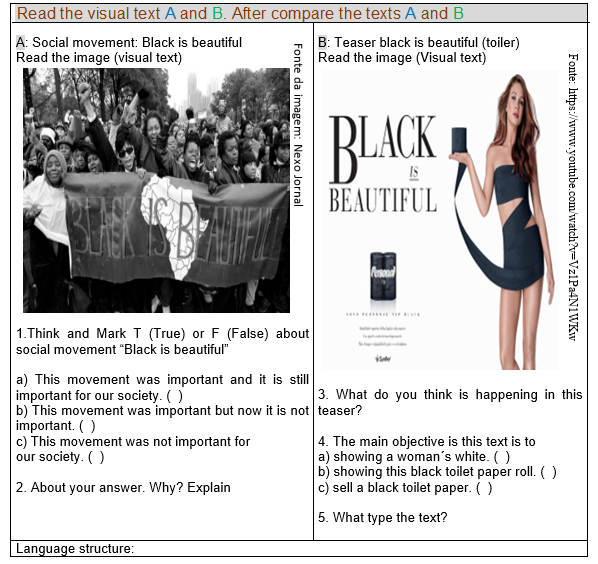 Read the visual text A and B. After compare the texts A and B
A: Social movement: Black is beautiful
Read the image (visual text)
BLACK IS BEAUTIFUL
Fonte da imagem: Nexo Jornal
1.Think and Mark T (True) or F (False) about
social movement “Black is beautiful”
a) This movement was important and it is still
important for our society. ( )
b) This movement was important but now it is not
important. ( )
c) This movement was not important for
our society. ( )
2. About your answer. Why? Explain
B: Teaser black is beautiful (toiler)
Read the image (Visual text)
BLACK
IS
BEAUTIFUL
Personal
Fonte: https://www.youtube.com/watch?v=Vz1Pa4N1WKw
3. What do you think is happening in this
teaser?
4. The main objective is this text is to
a) showing a woman´s white. ( )
b) showing this black toilet paper roll. ( )
c) sell a black toilet paper. ( )
5. What type the text?
Language structure: